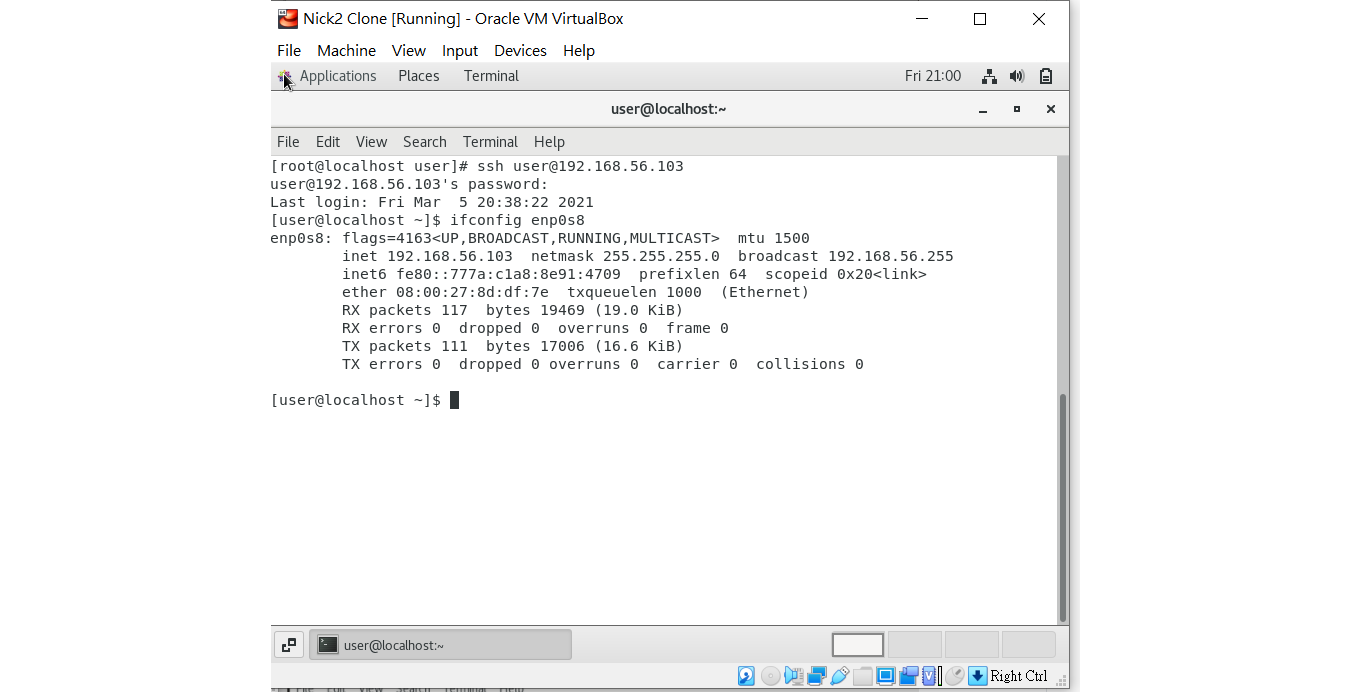 Nick2 Clone [Running] - Oracle VM VirtualBox
File Machine View Input Devices Help
Applications Places Terminal Fri 21:00
user@localhost:~
File Edit View Search Terminal Help
[root@localhost user]# ssh user@192.168.56.103
user@192.168.56.103's password:
Last login: Fri Mar  5 20:38:22 2021
[user@localhost ~]$ ifconfig enp0s8
enp0s8: flags=4163<UP,BROADCAST,RUNNING,MULTICAST>  mtu 1500
        inet 192.168.56.103  netmask 255.255.255.0  broadcast 192.168.56.255
        inet6 fe80::777a:c1a8:8e91:4709  prefixlen 64  scopeid 0x20<link>
        ether 08:00:27:8d:df:7e  txqueuelen 1000  (Ethernet)
        RX packets 117  bytes 19469 (19.0 KiB)
        RX errors 0  dropped 0  overruns 0  frame 0
        TX packets 111  bytes 17006 (16.6 KiB)
        TX errors 0  dropped 0 overruns 0  carrier 0  collisions 0
[user@localhost ~]$
user@localhost:~
Right Ctrl